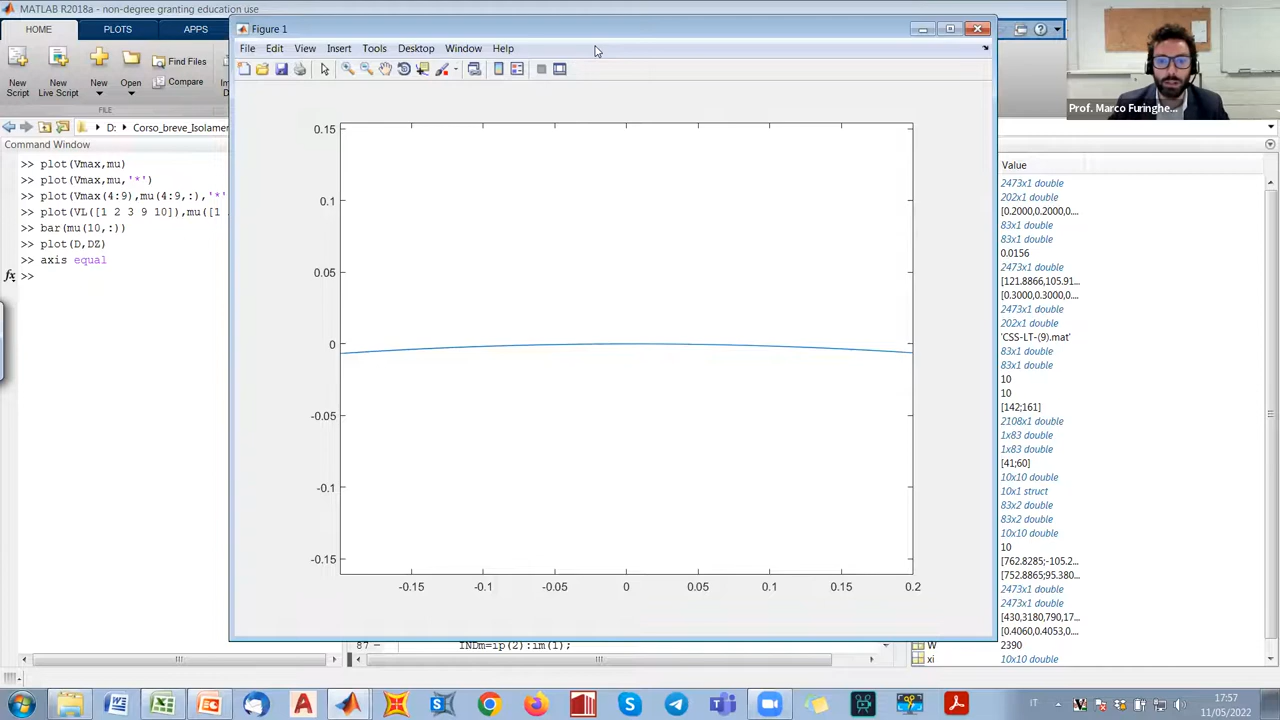 MATLAB R2018a - non-degree granting education use
HOME
PLOTS
APPS
New
Script
New
Live Script
New
Open
Find Files
Compare
FILE
D:
Corso_breve_Isolamer
Command Window
>> plot(Vmax,mu)
>> plot(Vmax,mu,'*')
>> plot(Vmax(4:9),mu(4:9,:),'*'
>> plot(VL([1 2 3 9 10]),mu([1
>> bar(mu(10,:))
>> plot(D,DZ)
>> axis equal
fx >>
Figure 1
File Edit View Insert Tools Desktop Window Help
0.15
0.1
0.05
0
-0.05
-0.1
-0.15
-0.15 -0.1 -0.05 0 0.05 0.1 0.15 0.2
87 — INDm=ip(2):im(1);
Prof. Marco Furinghe...
Value
2473x1 double
202x1 double
[0.2000,0.2000,0....
83x1 double
83x1 double
0.0156
2473x1 double
[121.8866,105.91...
[0.3000,0.3000,0....
2473x1 double
202x1 double
'CSS-LT-(9).mat'
83x1 double
83x1 double
10
10
[142;161]
2108x1 double
1x83 double
1x83 double
[41;60]
10x10 double
10x1 struct
83x2 double
83x2 double
10x10 double
10
[762.8285;-105.2...
[752.8865;95.380...
2473x1 double
2473x1 double
[430,3180,790,17...
[0.4060,0.4053,0....
W 2390
xi 10x10 double
IT
17:57
11/05/2022